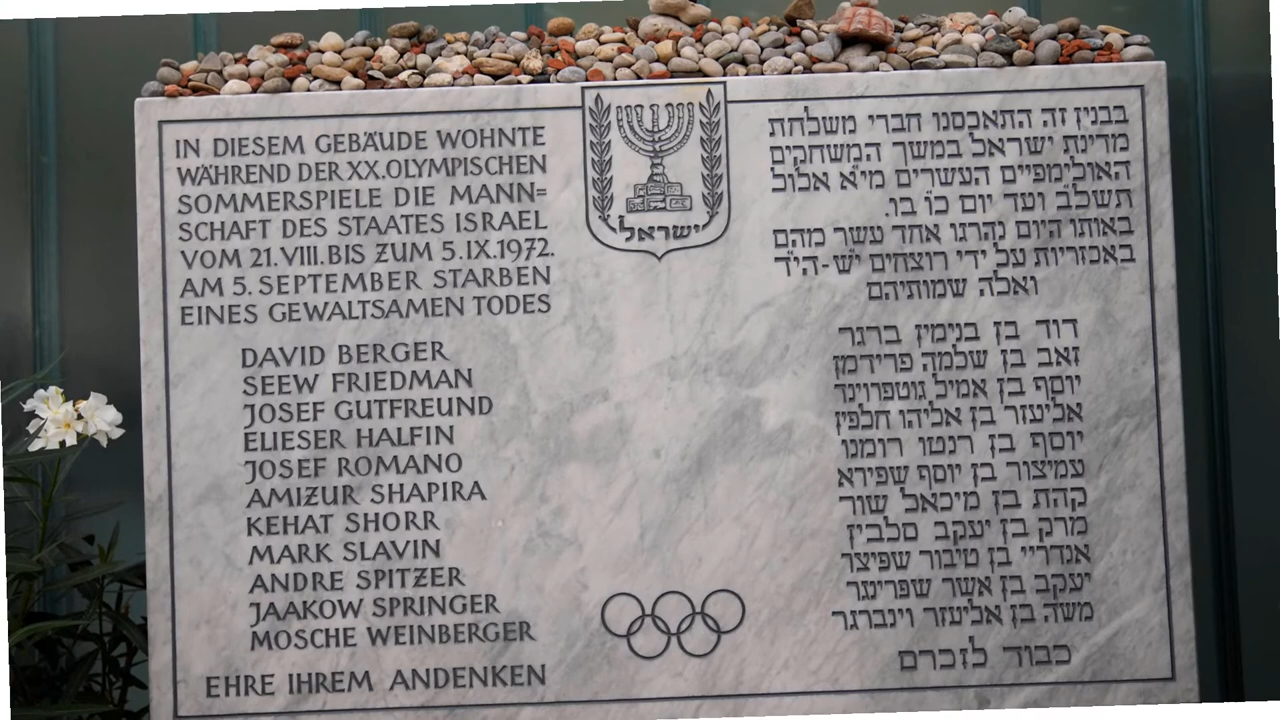 IN DIESEM GEBÄUDE WOHNTE
WÄHREND DER XX.OLYMPISCHEN
SOMMERSPIELE DIE MANN=
SCHAFT DES STAATES ISRAEL
VOM 21.VIII.BIS ZUM 5.IX.1972.
AM 5.SEPTEMBER STARBEN
EINES GEWALTSAMEN TODES
DAVID BERGER
SEEW FRIEDMAN
JOSEF GUTFREUND
ELIESER HALFIN
JOSEF ROMANO
AMIZUR SHAPIRA
KEHAT SHORR
MARK SLAVIN
ANDRE SPITZER
JAAKOW SPRINGER
MOSCHE WEINBERGER
EHRE IHREM ANDENKEN
ישראל
בבנין זה התאכסנו חברי משלחת
מדינת ישראל במשך המשחקים
האולימפיים העשרים מי״א אלול
תשל״ב ועד יום כ״ו בו.
באותו היום נהרגו אחד עשר מהם
באכזריות על ידי רוצחים י״ש-הי״ד
ואלה שמותיהם
דוד בן בנימין ברגר
זאב בן שלמה פרידמן
יוסף בן אמיל גוטפרוינד
אליעזר בן אליהו חלפין
יוסף בן רנטו רומנו
עמיצור בן יוסף שפירא
קהת בן מיכאל שור
מרק בן יעקב סלבין
אנדריי בן טיבור שפיצר
יעקב בן אשר שפרינגר
משה בן אליעזר וינברגר
כבוד לזכרם